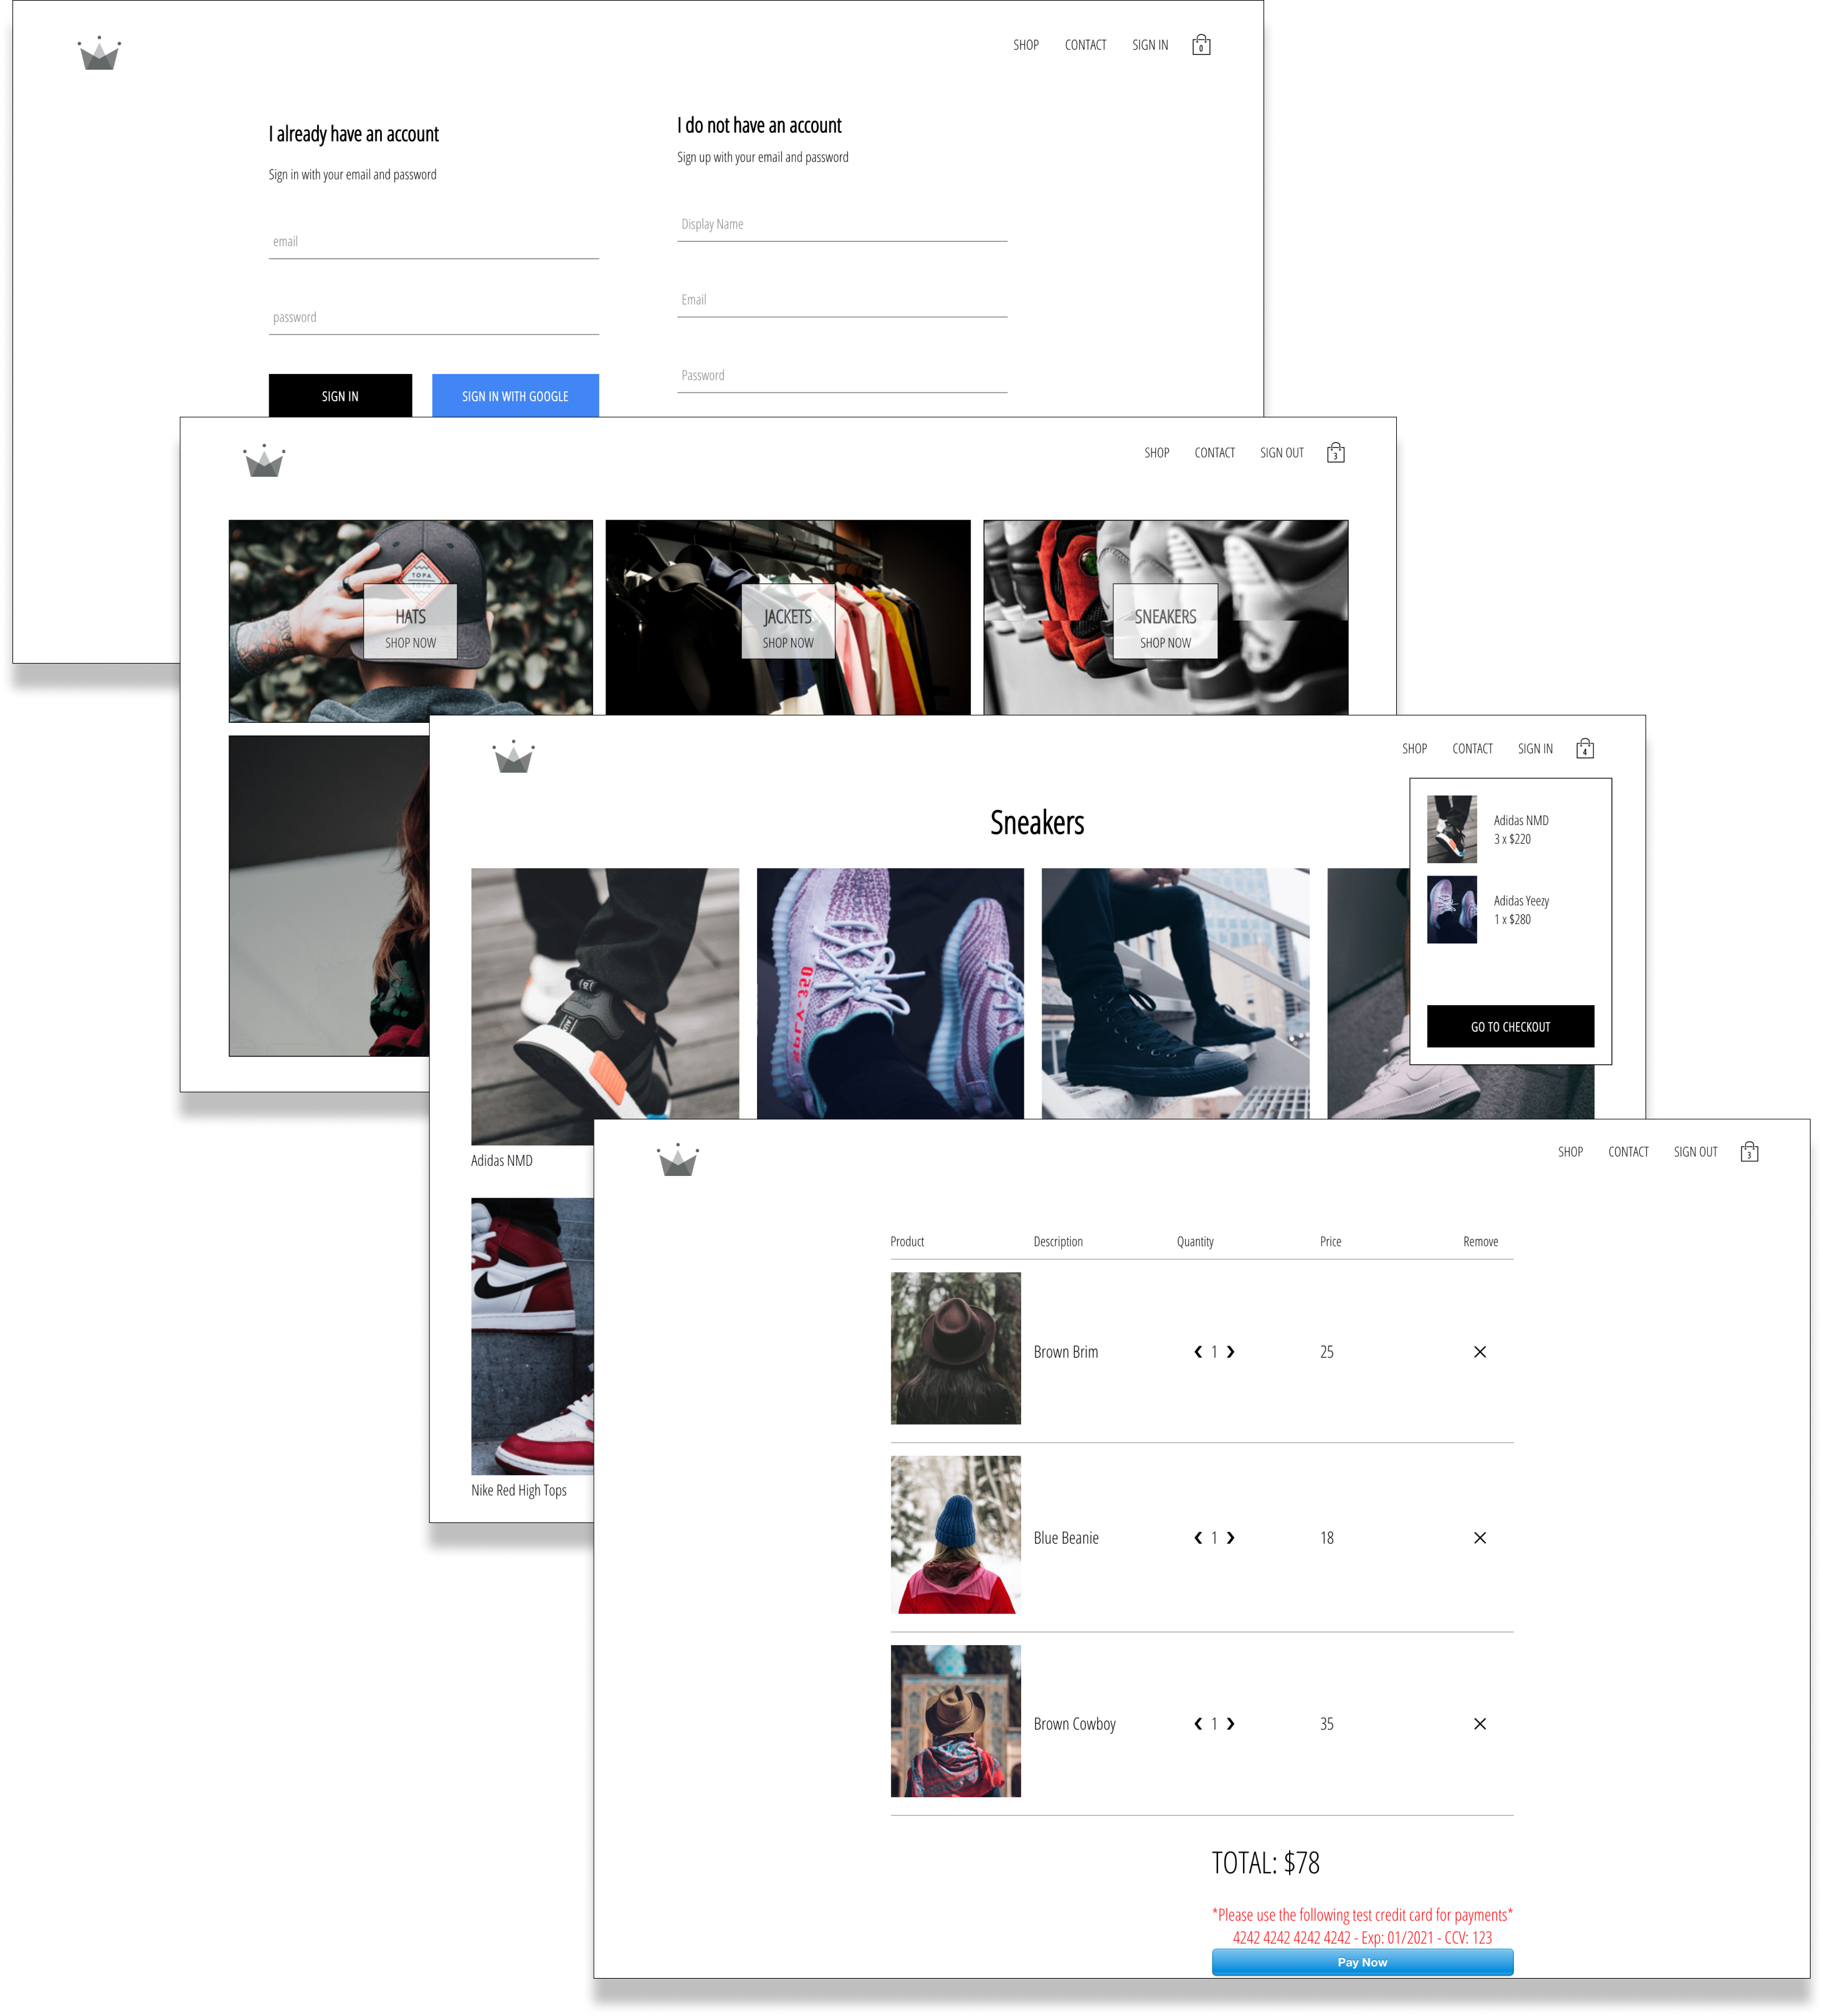 SHOP CONTACT SIGN IN 0
I already have an account
Sign in with your email and password
email
password
SIGN IN SIGN IN WITH GOOGLE
I do not have an account
Sign up with your email and password
Display Name
Email
Password
SHOP CONTACT SIGN OUT 3
TOPA
HATS
SHOP NOW
JACKETS
SHOP NOW
SNEAKERS
SHOP NOW
SHOP CONTACT SIGN IN 4
Sneakers
Adidas NMD
3 x $220
Adidas Yeezy
1 x $280
GO TO CHECKOUT
Adidas NMD
Nike Red High Tops
SHOP CONTACT SIGN OUT 3
Product Description Quantity Price Remove
Brown Brim ❮ 1 ❯ 25 ✕
Blue Beanie ❮ 1 ❯ 18 ✕
Brown Cowboy ❮ 1 ❯ 35 ✕
TOTAL: $78
*Please use the following test credit card for payments*
4242 4242 4242 4242 - Exp: 01/2021 - CCV: 123
Pay Now